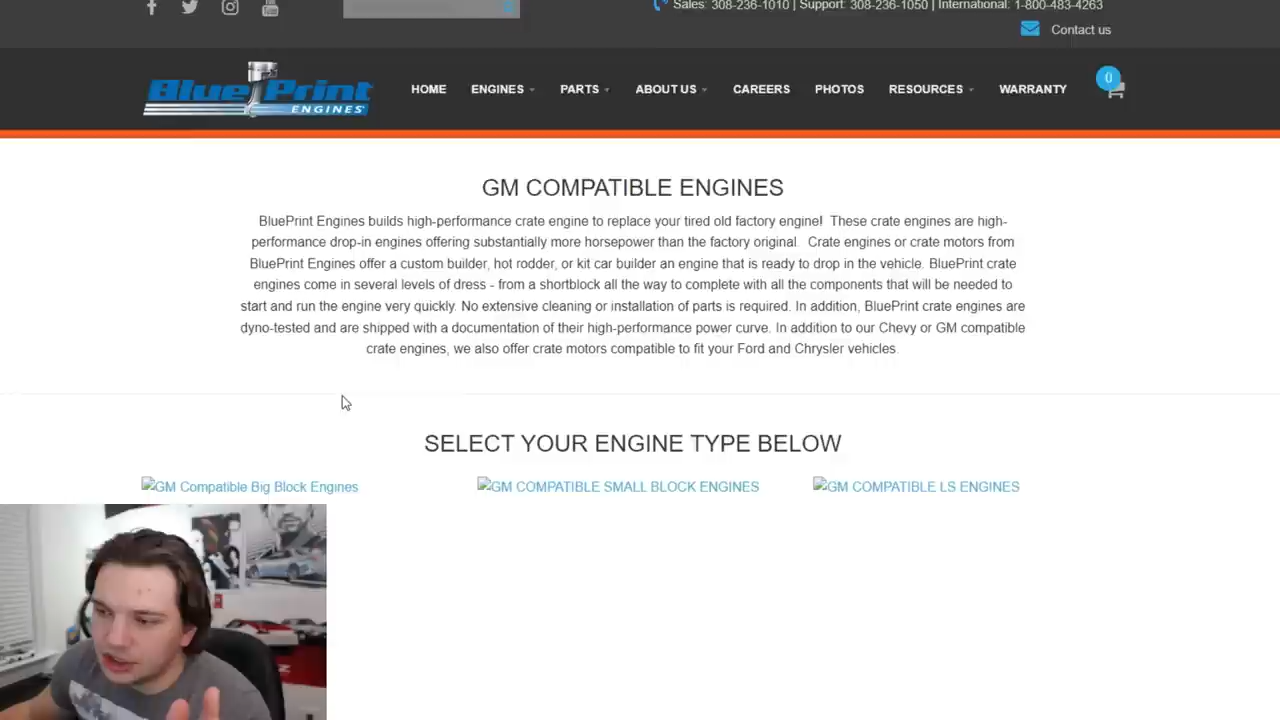 Sales: 308-236-1010 | Support: 308-236-1050 | International: 1-800-483-4263
Contact us
BluePrint
ENGINES
HOME ENGINES PARTS ABOUT US CAREERS PHOTOS RESOURCES WARRANTY
0
GM COMPATIBLE ENGINES
BluePrint Engines builds high-performance crate engine to replace your tired old factory engine! These crate engines are high-
performance drop-in engines offering substantially more horsepower than the factory original. Crate engines or crate motors from
BluePrint Engines offer a custom builder, hot rodder, or kit car builder an engine that is ready to drop in the vehicle. BluePrint crate
engines come in several levels of dress - from a shortblock all the way to complete with all the components that will be needed to
start and run the engine very quickly. No extensive cleaning or installation of parts is required. In addition, BluePrint crate engines are
dyno-tested and are shipped with a documentation of their high-performance power curve. In addition to our Chevy or GM compatible
crate engines, we also offer crate motors compatible to fit your Ford and Chrysler vehicles.
SELECT YOUR ENGINE TYPE BELOW
GM Compatible Big Block Engines GM COMPATIBLE SMALL BLOCK ENGINES GM COMPATIBLE LS ENGINES